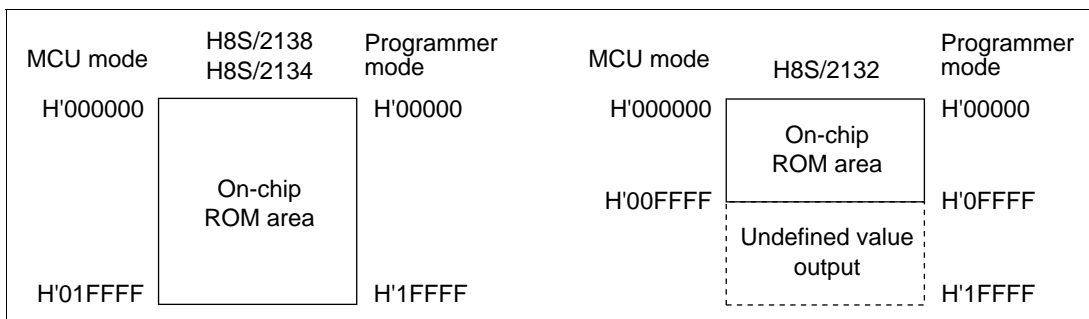 MCU mode
H8S/2138
H8S/2134
Programmer
mode
H'000000
H'00000
On-chip
ROM area
H'01FFFF
H'1FFFF
MCU mode
H8S/2132
Programmer
mode
H'000000
H'00000
On-chip
ROM area
H'00FFFF
H'0FFFF
Undefined value
output
H'1FFFF